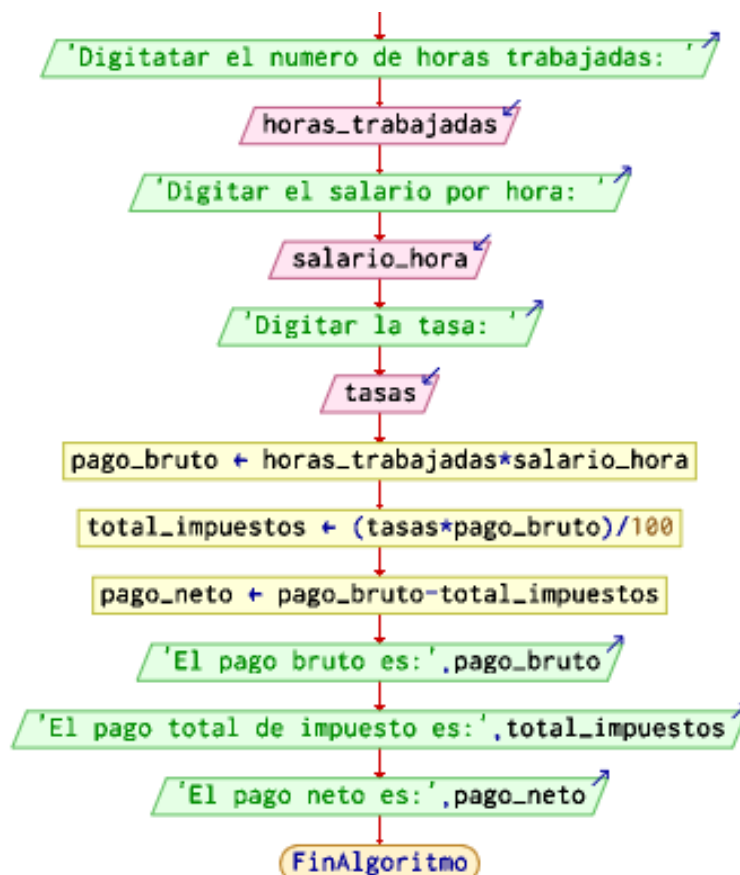 'Digitatar el numero de horas trabajadas: '
horas_trabajadas
'Digitar el salario por hora: '
salario_hora
'Digitar la tasa: '
tasas
pago_bruto ← horas_trabajadas*salario_hora
total_impuestos ← (tasas*pago_bruto)/100
pago_neto ← pago_bruto-total_impuestos
'El pago bruto es:',pago_bruto
'El pago total de impuesto es:',total_impuestos
'El pago neto es:',pago_neto
FinAlgoritmo